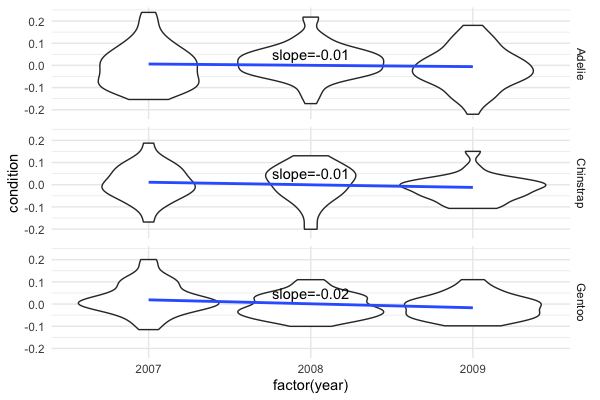 0.2
0.1
0.0
-0.1
-0.2
slope=-0.01
Adelie
0.2
0.1
0.0
-0.1
-0.2
slope=-0.01
Chinstrap
condition
0.2
0.1
0.0
-0.1
-0.2
slope=-0.02
Gentoo
2007 2008 2009
factor(year)